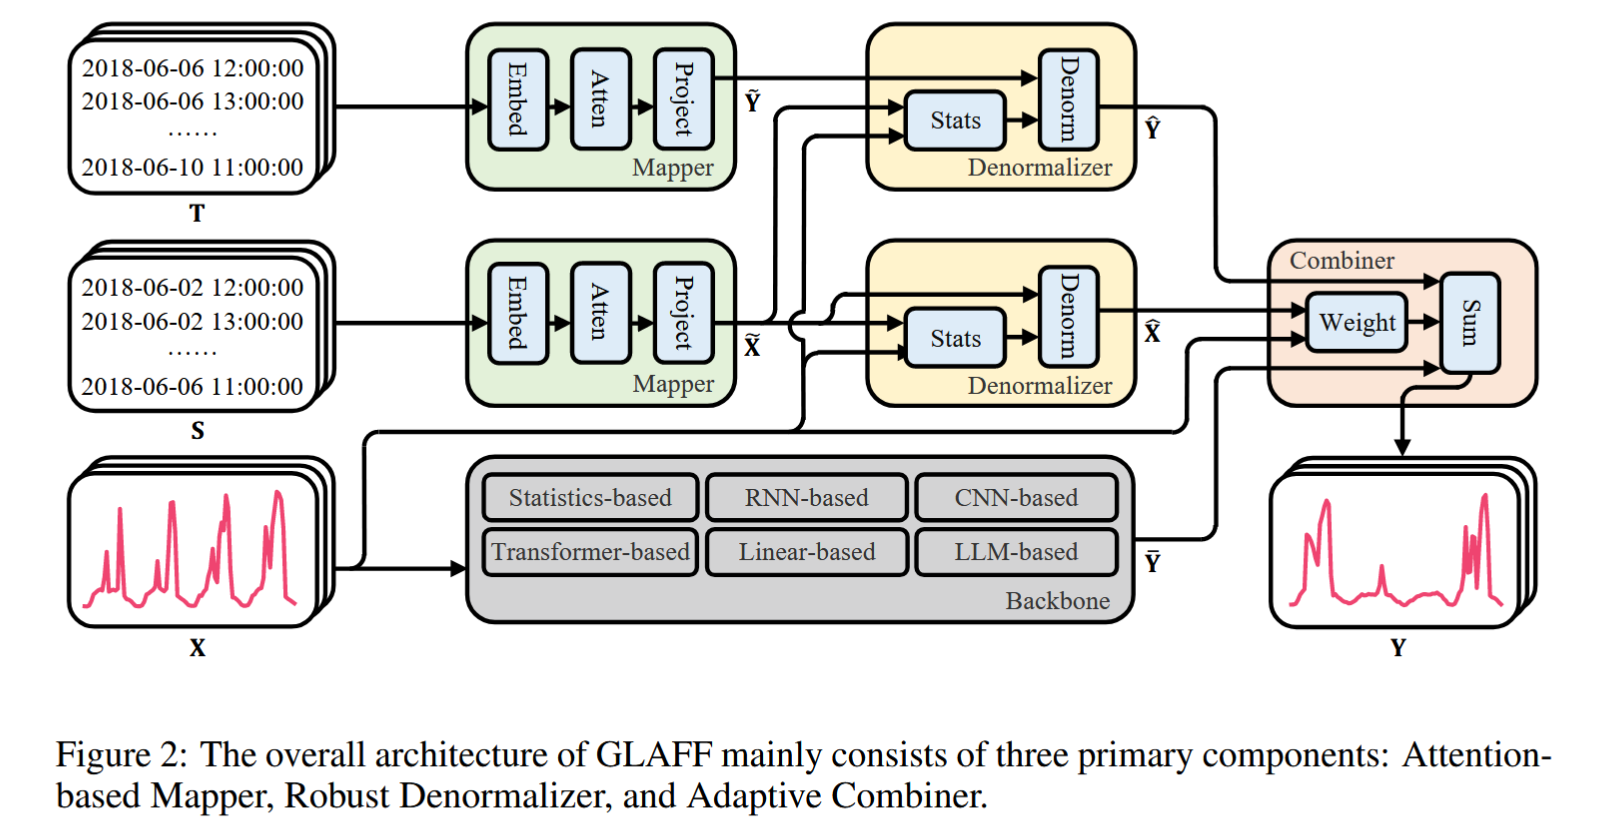 2018-06-06 12:00:00
2018-06-06 13:00:00
……
2018-06-10 11:00:00
T
Embed
Atten
Project
Mapper
Ỹ
Stats
Denorm
Denormalizer
Ŷ
2018-06-02 12:00:00
2018-06-02 13:00:00
……
2018-06-06 11:00:00
S
Embed
Atten
Project
Mapper
X̃
Stats
Denorm
Denormalizer
X̂
Combiner
Weight
Sum
X
Statistics-based
RNN-based
CNN-based
Transformer-based
Linear-based
LLM-based
Backbone
Ȳ
Y
Figure 2: The overall architecture of GLAFF mainly consists of three primary components: Attention-
based Mapper, Robust Denormalizer, and Adaptive Combiner.